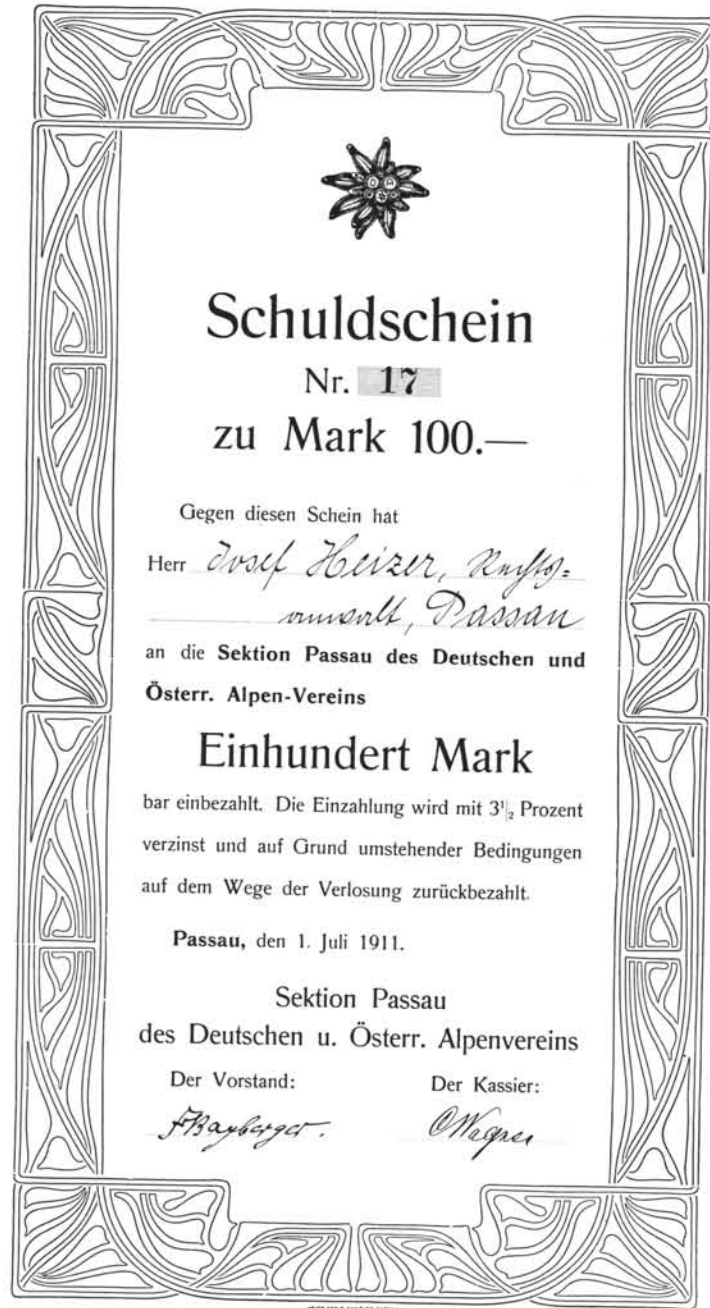 Schuldschein
Nr. 17
zu Mark 100.—
Gegen diesen Schein hat
Herr Josef Heizer, Rechts=
anwalt, Passau
an die Sektion Passau des Deutschen und
Österr. Alpen-Vereins
Einhundert Mark
bar einbezahlt. Die Einzahlung wird mit 3½ Prozent
verzinst und auf Grund umstehender Bedingungen
auf dem Wege der Verlosung zurückbezahlt.
Passau, den 1. Juli 1911.
Sektion Passau
des Deutschen u. Österr. Alpenvereins
Der Vorstand: Der Kassier:
FBayberger. OWagner